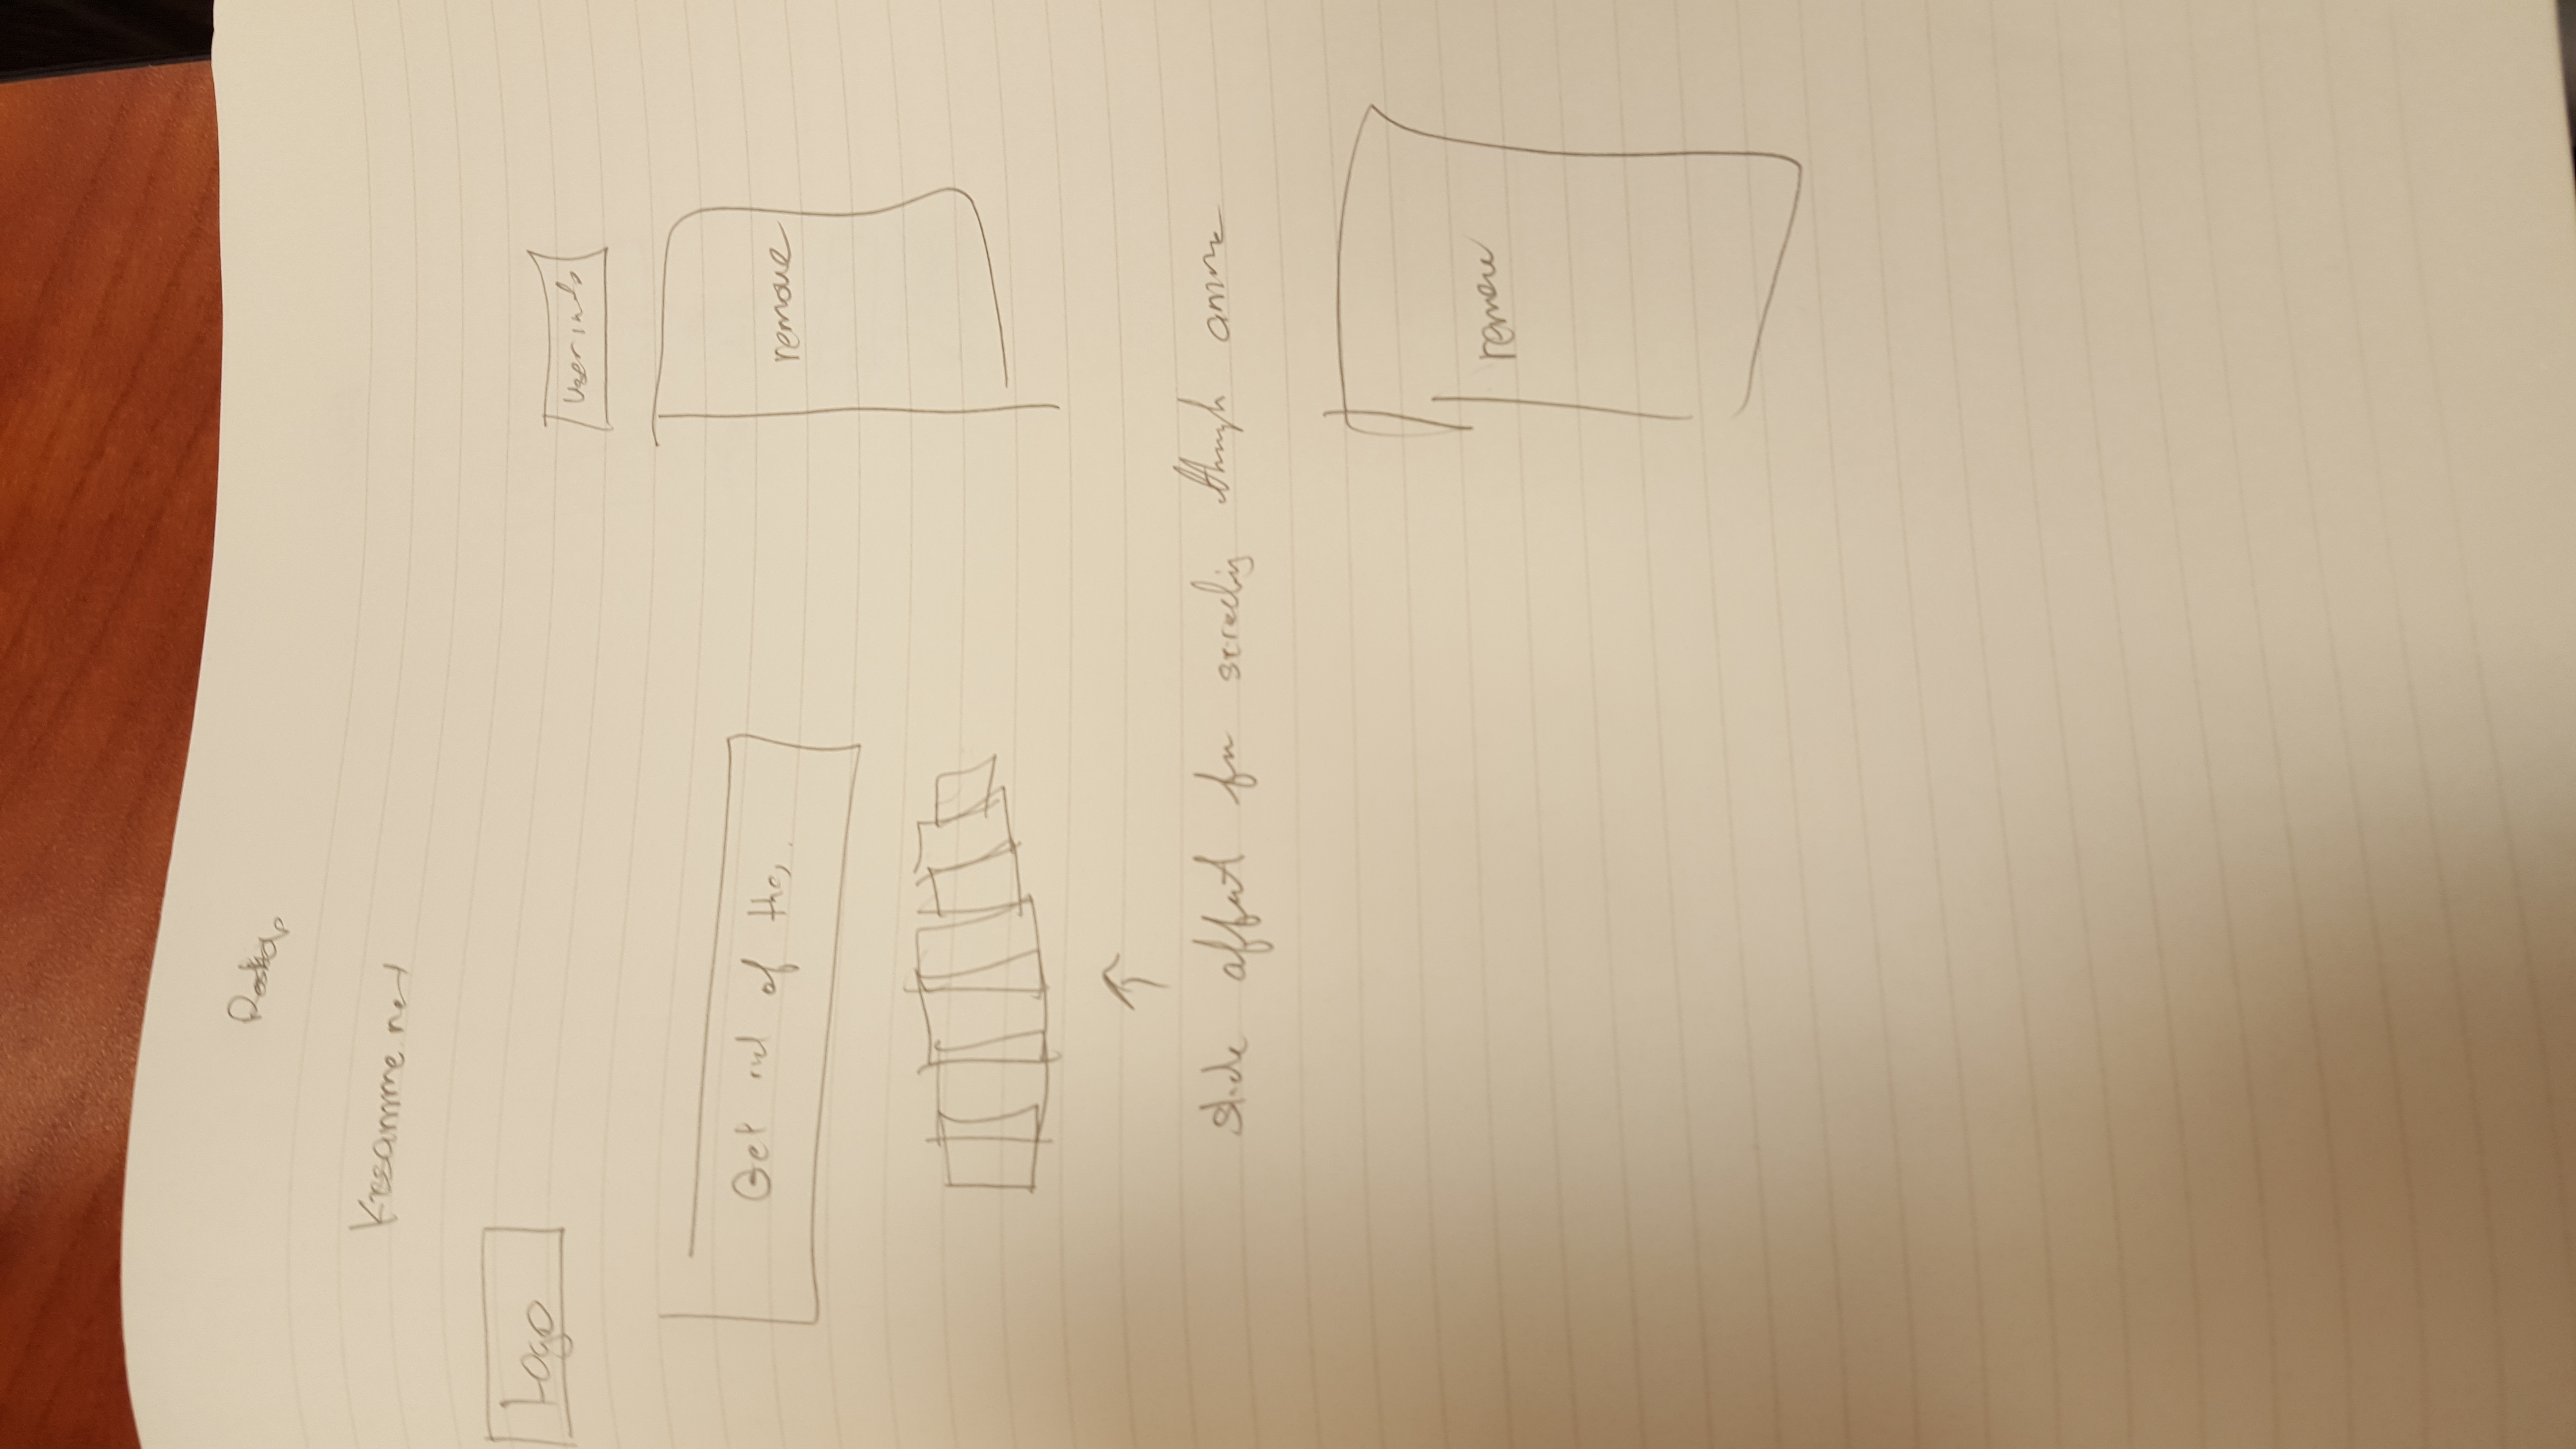 Desktop
Kissanime.net
Logo
User info
Get rid of this.
remove
slide affect for scrolling through anime
remove